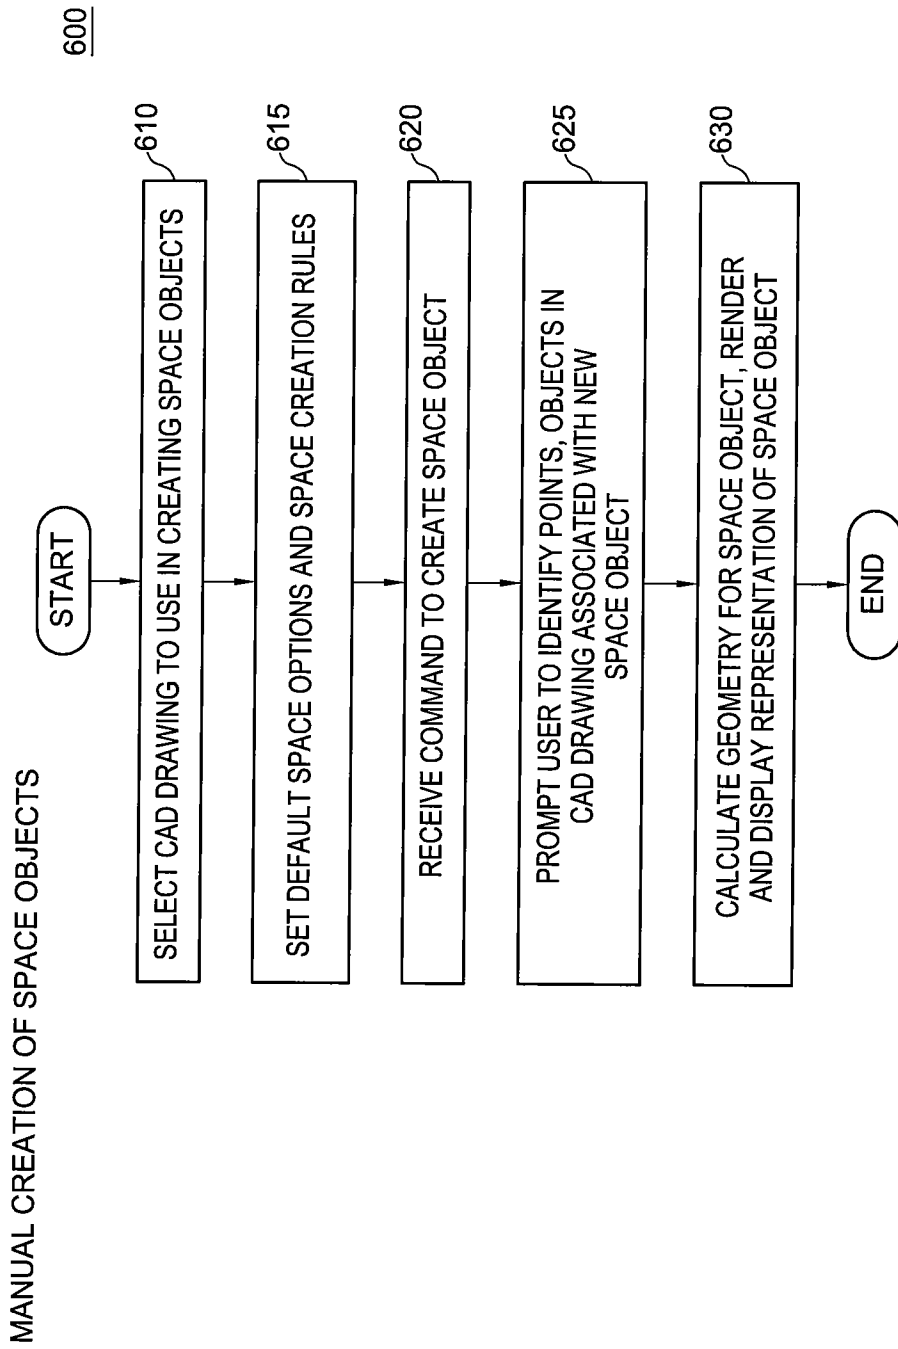 MANUAL CREATION OF SPACE OBJECTS
600
START
610
SELECT CAD DRAWING TO USE IN CREATING SPACE OBJECTS
615
SET DEFAULT SPACE OPTIONS AND SPACE CREATION RULES
620
RECEIVE COMMAND TO CREATE SPACE OBJECT
625
PROMPT USER TO IDENTIFY POINTS, OBJECTS IN
CAD DRAWING ASSOCIATED WITH NEW
SPACE OBJECT
630
CALCULATE GEOMETRY FOR SPACE OBJECT, RENDER
AND DISPLAY REPRESENTATION OF SPACE OBJECT
END